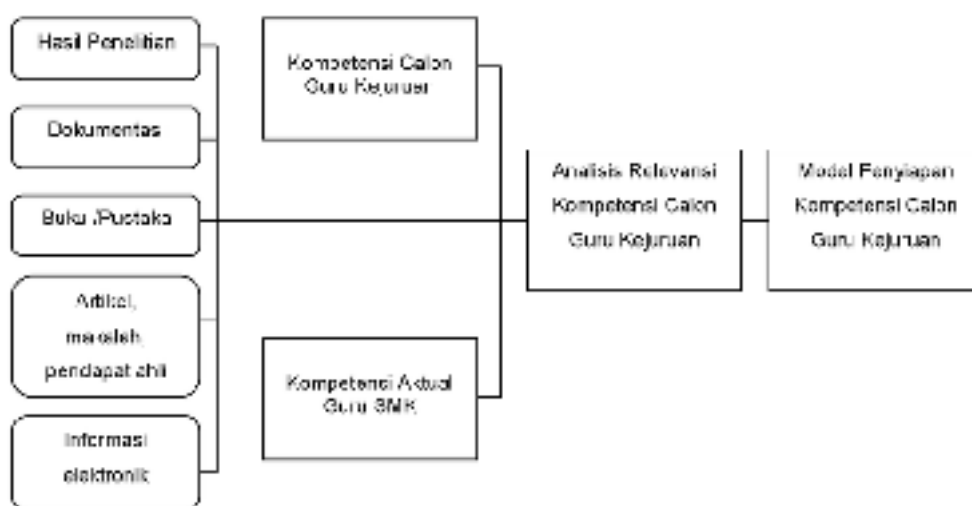 Hasil Penelitian
Dokumentas
Buku /Pustaka
Artikel,
makalah,
pendapat ahli
Informasi
elektronik
Kompetensi Calon
Guru Kejuruan
Kompetensi Aktual
Guru SMK
Analisis Relevansi
Kompetensi Calon
Guru Kejuruan
Model Penyiapan
Kompetensi Calon
Guru Kejuruan